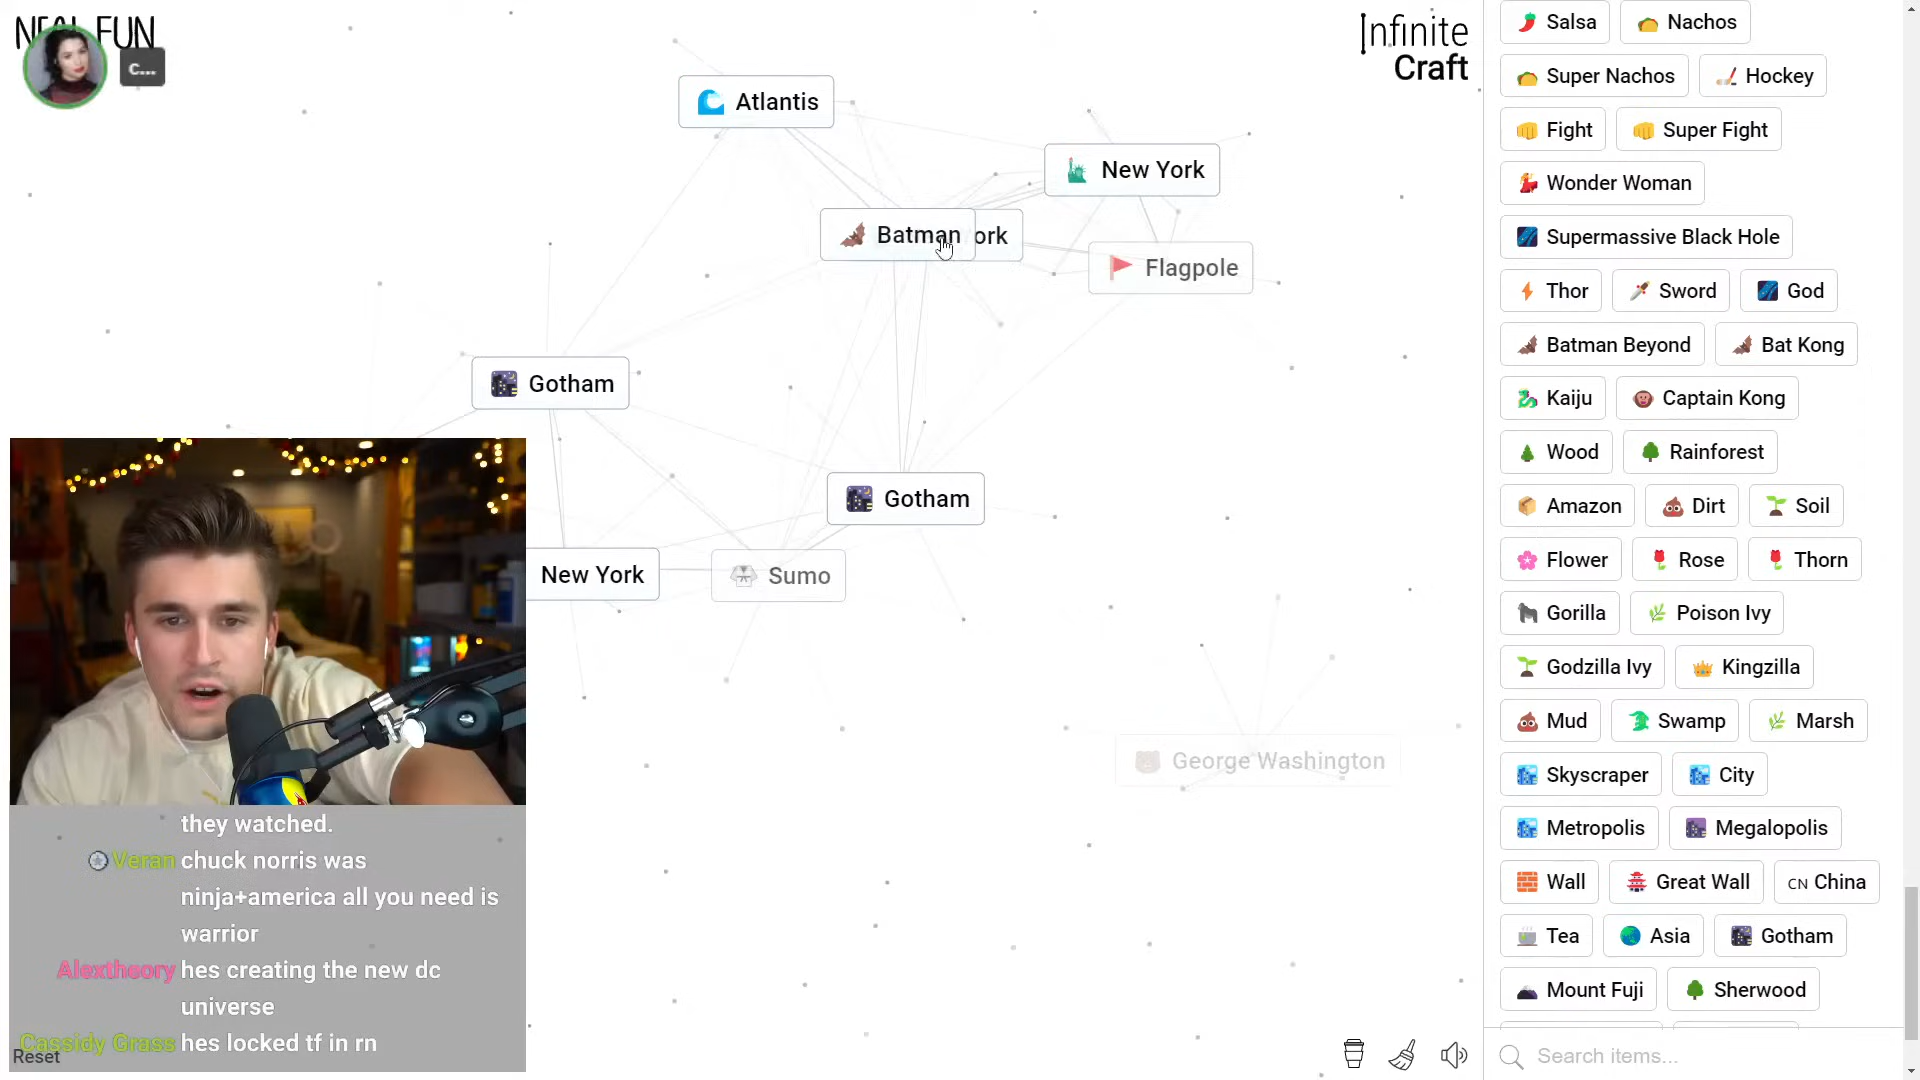 NEAL.FUN
C...
Infinite
Craft
Atlantis
New York
Batman
ork
Flagpole
Gotham
Gotham
New York
Sumo
George Washington
they watched.
Veran chuck norris was
ninja+america all you need is
warrior
Alextheory hes creating the new dc
universe
Cassidy Grass hes locked tf in rn
Reset
Salsa
Nachos
Super Nachos
Hockey
Fight
Super Fight
Wonder Woman
Supermassive Black Hole
Thor
Sword
God
Batman Beyond
Bat Kong
Kaiju
Captain Kong
Wood
Rainforest
Amazon
Dirt
Soil
Flower
Rose
Thorn
Gorilla
Poison Ivy
Godzilla Ivy
Kingzilla
Mud
Swamp
Marsh
Skyscraper
City
Metropolis
Megalopolis
Wall
Great Wall
CN China
Tea
Asia
Gotham
Mount Fuji
Sherwood
Search items...